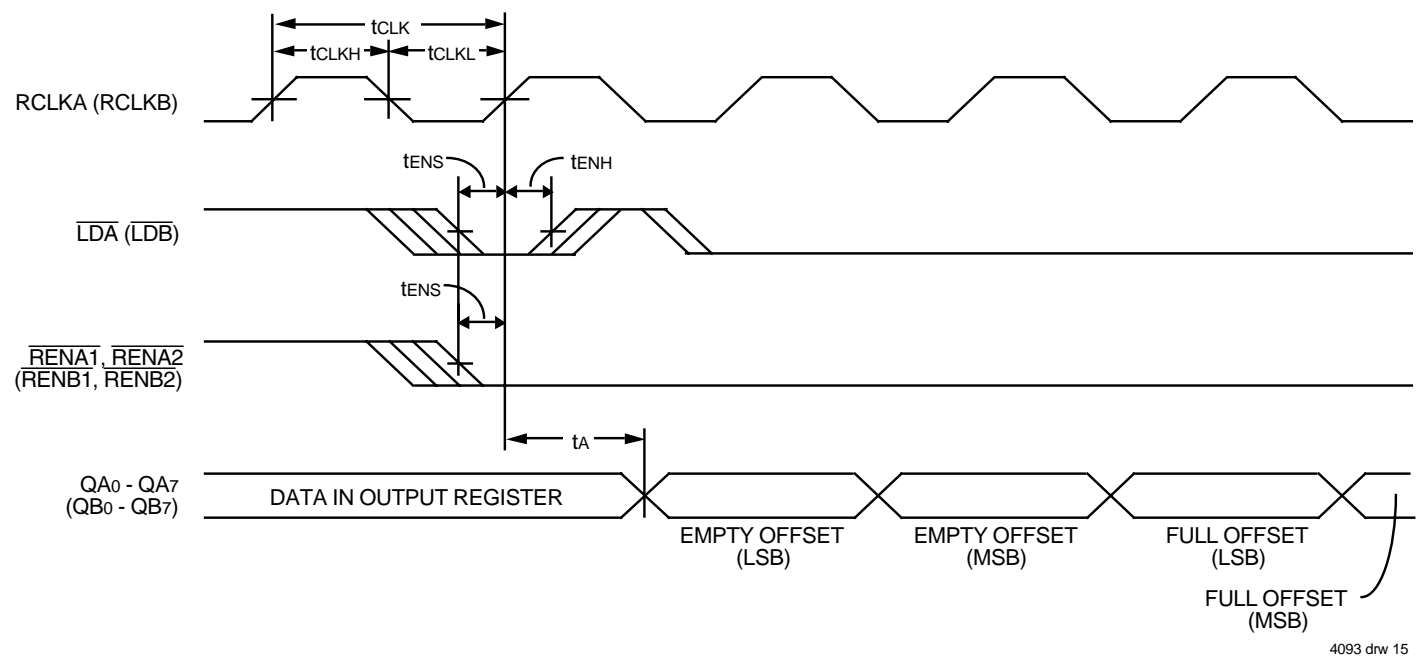 tCLK
tCLKH
tCLKL
RCLKA (RCLKB)
tENS
tENH
LDA (LDB)
tENS
RENA1, RENA2
(RENB1, RENB2)
tA
QA0 - QA7
(QB0 - QB7)
DATA IN OUTPUT REGISTER
EMPTY OFFSET
(LSB)
EMPTY OFFSET
(MSB)
FULL OFFSET
(LSB)
FULL OFFSET
(MSB)
4093 drw 15